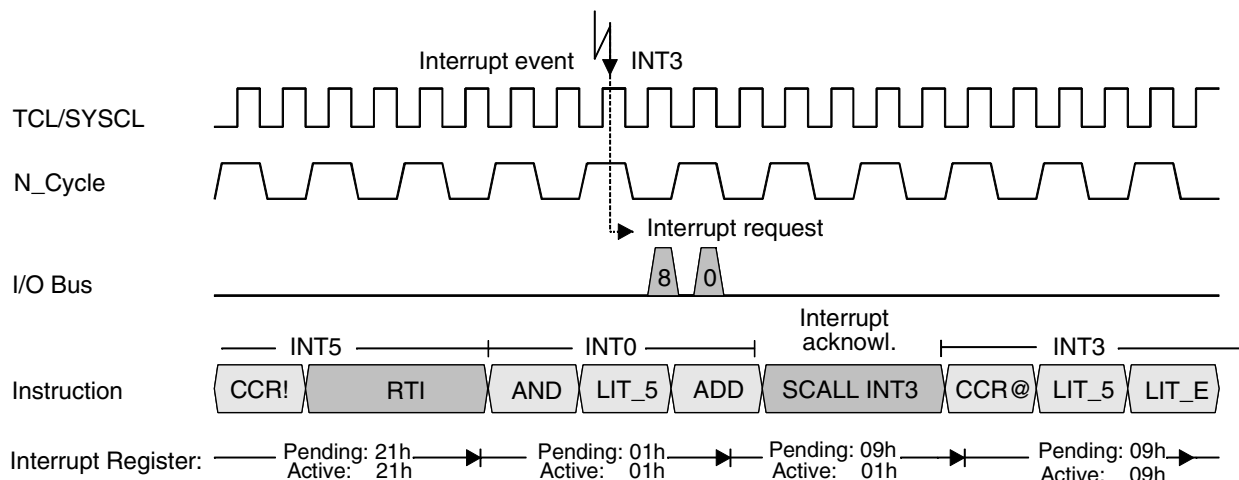 Interrupt event INT3
TCL/SYSCL
N_Cycle
Interrupt request
8 0
I/O Bus
Interrupt
acknowl.
INT5 INT0 INT3
Instruction CCR! RTI AND LIT_5 ADD SCALL INT3 CCR@ LIT_5 LIT_E
Interrupt Register: Pending: 21h Pending: 01h Pending: 09h Pending: 09h
Active: 21h Active: 01h Active: 01h Active: 09h